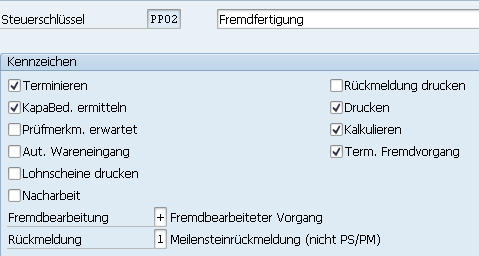 Steuerschlüssel PP02 Fremdfertigung
Kennzeichen
Terminieren Rückmeldung drucken
KapaBed. ermitteln Drucken
Prüfmerkm. erwartet Kalkulieren
Aut. Wareneingang Term. Fremdvorgang
Lohnscheine drucken
Nacharbeit
Fremdbearbeitung + Fremdbearbeiteter Vorgang
Rückmeldung 1 Meilensteinrückmeldung (nicht PS/PM)